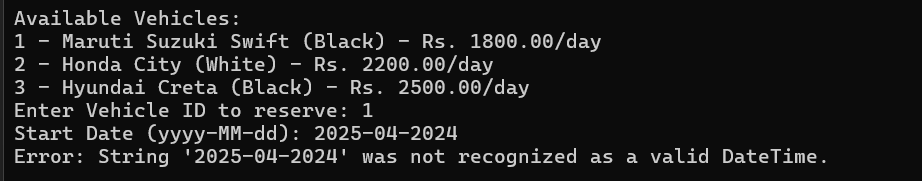 Available Vehicles:
1 - Maruti Suzuki Swift (Black) - Rs. 1800.00/day
2 - Honda City (White) - Rs. 2200.00/day
3 - Hyundai Creta (Black) - Rs. 2500.00/day
Enter Vehicle ID to reserve: 1
Start Date (yyyy-MM-dd): 2025-04-2024
Error: String '2025-04-2024' was not recognized as a valid DateTime.